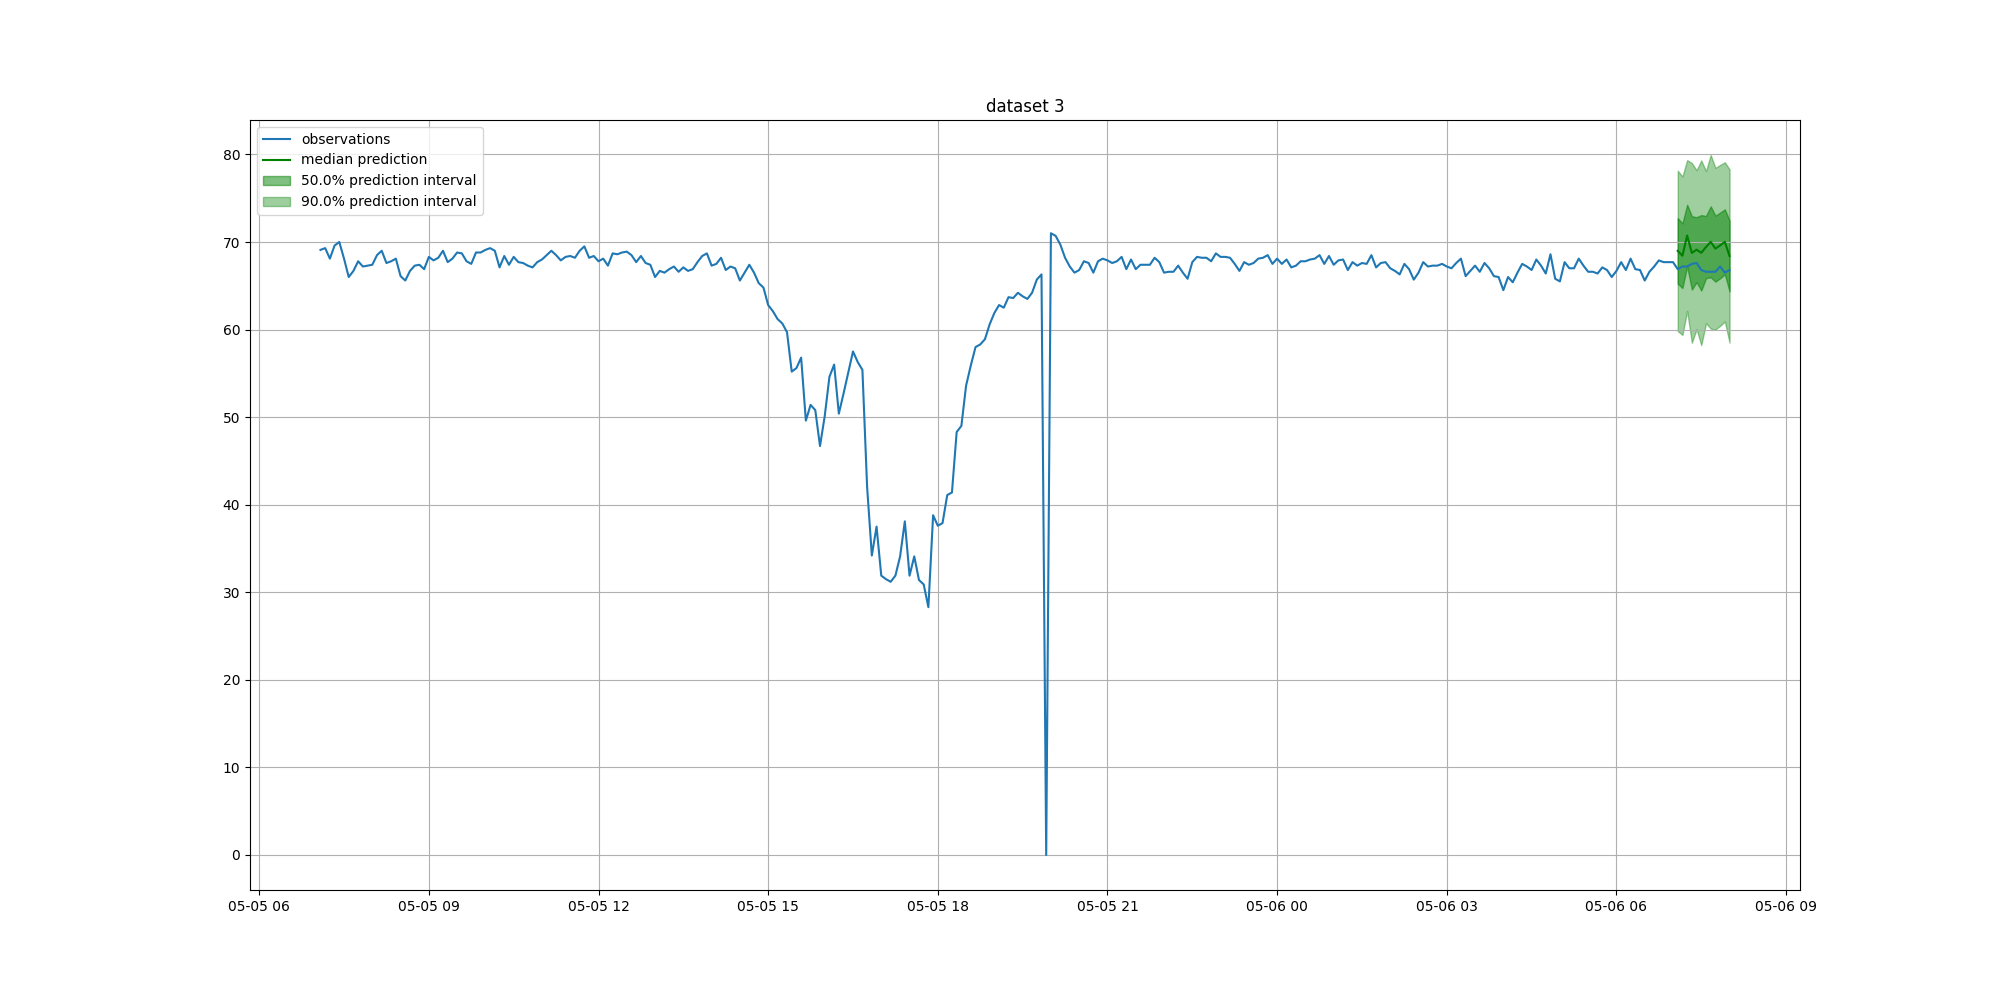 dataset 3
observations
median prediction
50.0% prediction interval
90.0% prediction interval
80
70
60
50
40
30
20
10
0
05-05 06 05-05 09 05-05 12 05-05 15 05-05 18 05-05 21 05-06 00 05-06 03 05-06 06 05-06 09